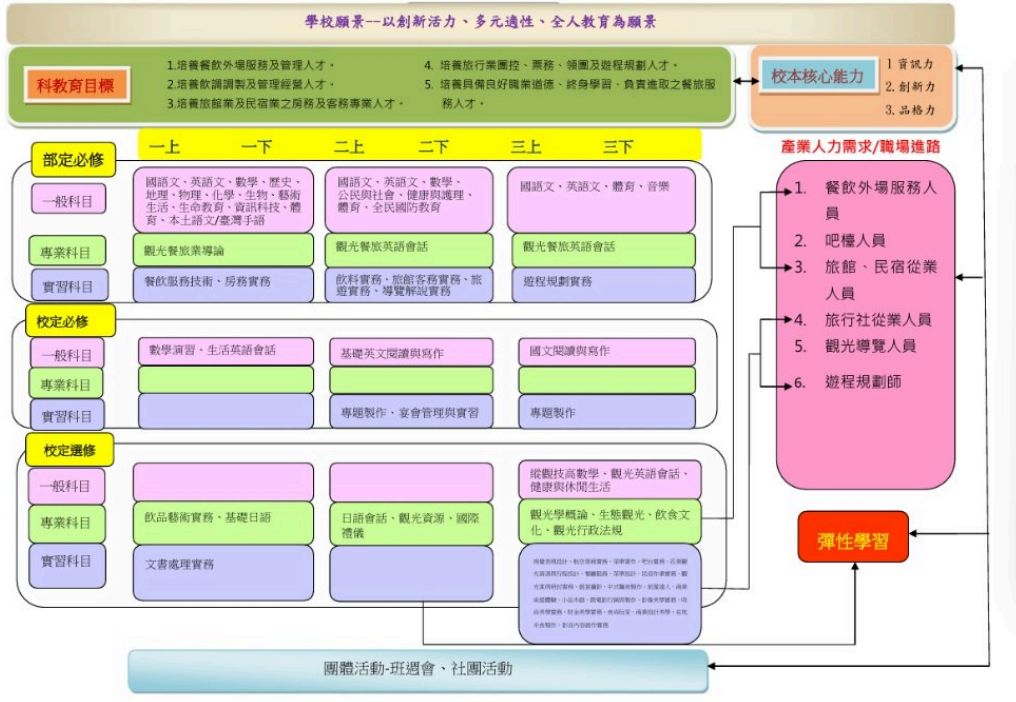 學校願景--以創新活力、多元適性、全人教育為願景
科教育目標
1.培養餐飲外場服務及管理人才。
2.培養飲調調製及管理經營人才。
3.培養旅館業及民宿業之房務及客務專業人才。
4. 培養旅行業團控、票務、領團及遊程規劃人才。
5. 培養具備良好職業道德、終身學習、負責進取之餐旅服
務人才。
校本核心能力
1 資訊力
2. 創新力
3. 品格力
一上
一下
二上
二下
三上
三下
產業人力需求/職場進路
部定必修
一般科目
國語文、英語文、數學、歷史、
地理、物理、化學、生物、藝術
生活、生命教育、資訊科技、體
育、本土語文/臺灣手語
國語文、英語文、數學、
公民與社會、健康與護理、
體育、全民國防教育
國語文、英語文、體育、音樂
專業科目
觀光餐旅業導論
觀光餐旅英語會話
觀光餐旅英語會話
實習科目
餐飲服務技術、房務實務
飲料實務、旅館客務實務、旅
遊實務、導覽解說實務
遊程規劃實務
校定必修
一般科目
數學演習、生活英語會話
基礎英文閱讀與寫作
國文閱讀與寫作
專業科目
實習科目
專題製作、宴會管理與實習
專題製作
校定選修
一般科目
縱觀技高數學、觀光英語會話、
健康與休閒生活
專業科目
飲品藝術實務、基礎日語
日語會話、觀光資源、國際
禮儀
觀光學概論、生態觀光、飲食文
化、觀光行政法規
實習科目
文書處理實務
1. 餐飲外場服務人
員
2. 吧檯人員
3. 旅館、民宿從業
人員
4. 旅行社從業人員
5. 觀光導覽人員
6. 遊程規劃師
彈性學習
團體活動-班週會、社團活動